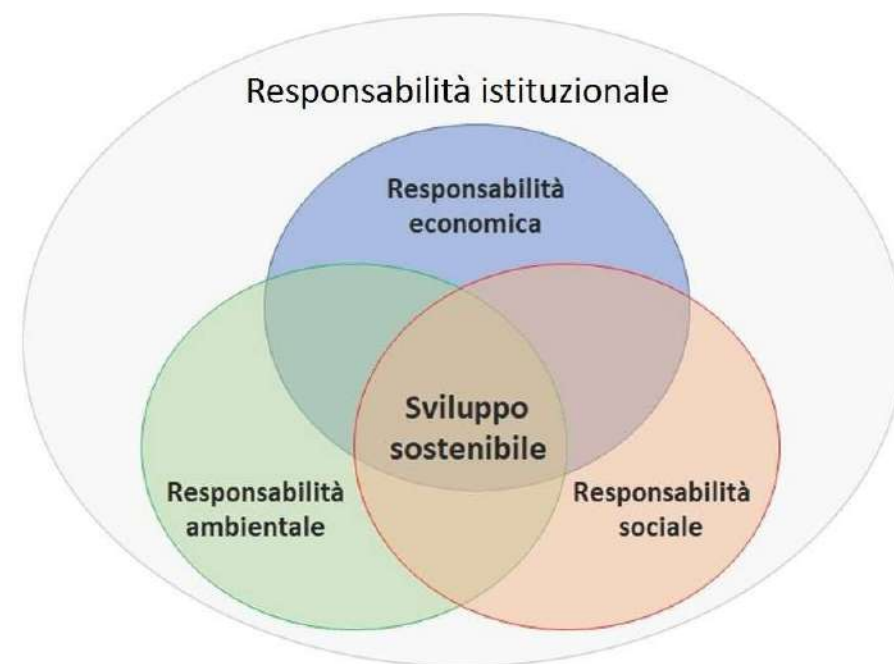 Responsabilità istituzionale
Responsabilità
economica
Sviluppo
sostenibile
Responsabilità
ambientale
Responsabilità
sociale